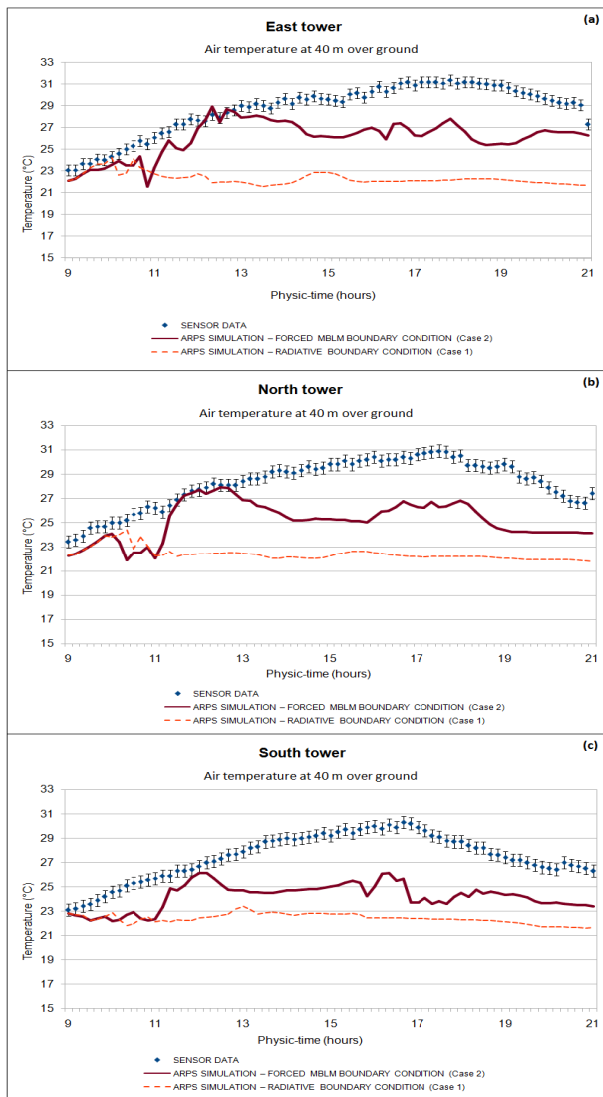 East tower
(a)
Air temperature at 40 m over ground
Temperature (°C)
33
31
29
27
25
23
21
19
17
15
9 11 13 15 17 19 21
Physic-time (hours)
SENSOR DATA
ARPS SIMULATION – FORCED MBLM BOUNDARY CONDITION (Case 2)
ARPS SIMULATION – RADIATIVE BOUNDARY CONDITION (Case 1)
North tower
(b)
Air temperature at 40 m over ground
Temperature (°C)
33
31
29
27
25
23
21
19
17
15
9 11 13 15 17 19 21
Physic-time (hours)
SENSOR DATA
ARPS SIMULATION – FORCED MBLM BOUNDARY CONDITION (Case 2)
ARPS SIMULATION – RADIATIVE BOUNDARY CONDITION (Case 1)
South tower
(c)
Air temperature at 40 m over ground
Temperature (°C)
33
31
29
27
25
23
21
19
17
15
9 11 13 15 17 19 21
Physic-time (hours)
SENSOR DATA
ARPS SIMULATION – FORCED MBLM BOUNDARY CONDITION (Case 2)
ARPS SIMULATION – RADIATIVE BOUNDARY CONDITION (Case 1)